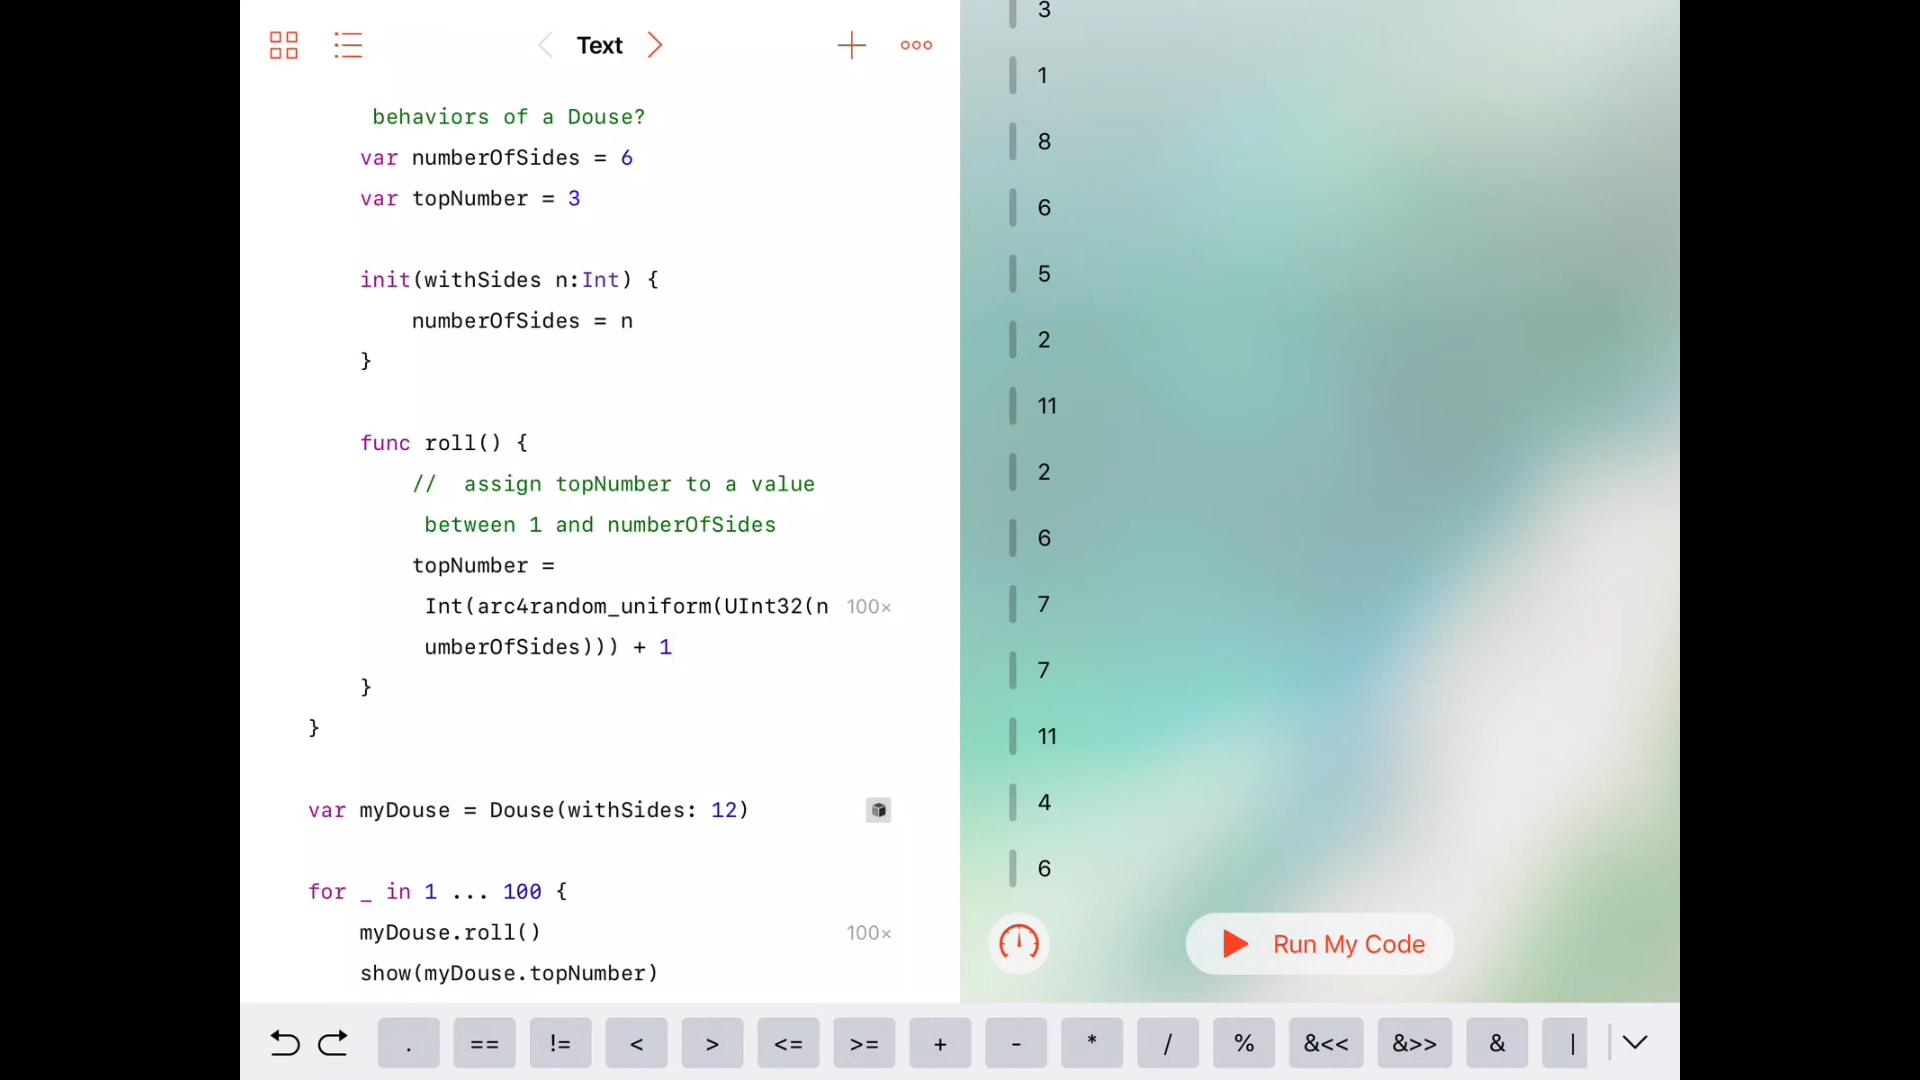 Text
behaviors of a Douse?
var numberOfSides = 6
var topNumber = 3
init(withSides n:Int) {
numberOfSides = n
}
func roll() {
//  assign topNumber to a value
between 1 and numberOfSides
topNumber =
Int(arc4random_uniform(UInt32(n 100×
umberOfSides))) + 1
}
}
var myDouse = Douse(withSides: 12)
for _ in 1 ... 100 {
myDouse.roll() 100×
show(myDouse.topNumber)
3
1
8
6
5
2
11
2
6
7
7
11
4
6
Run My Code
. == != < > <= >= + - * / % &<< &>> & |